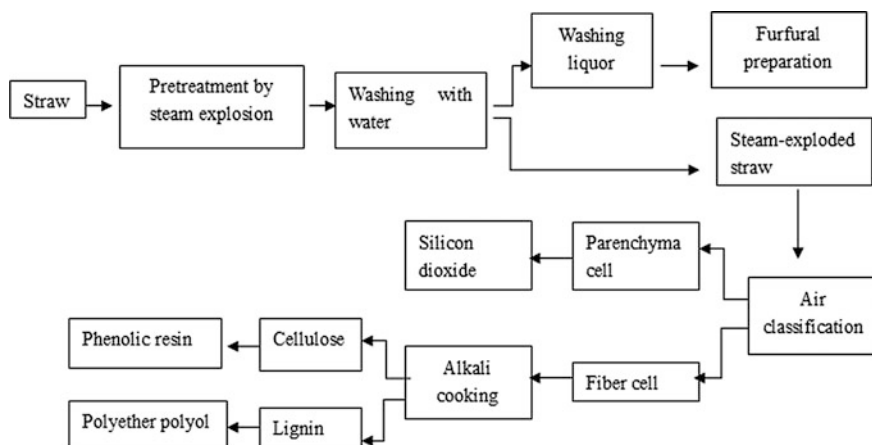 Straw
Pretreatment by
steam explosion
Washing with
water
Washing
liquor
Furfural
preparation
Steam-exploded
straw
Silicon
dioxide
Parenchyma
cell
Air
classification
Phenolic resin
Cellulose
Alkali
cooking
Fiber cell
Polyether polyol
Lignin